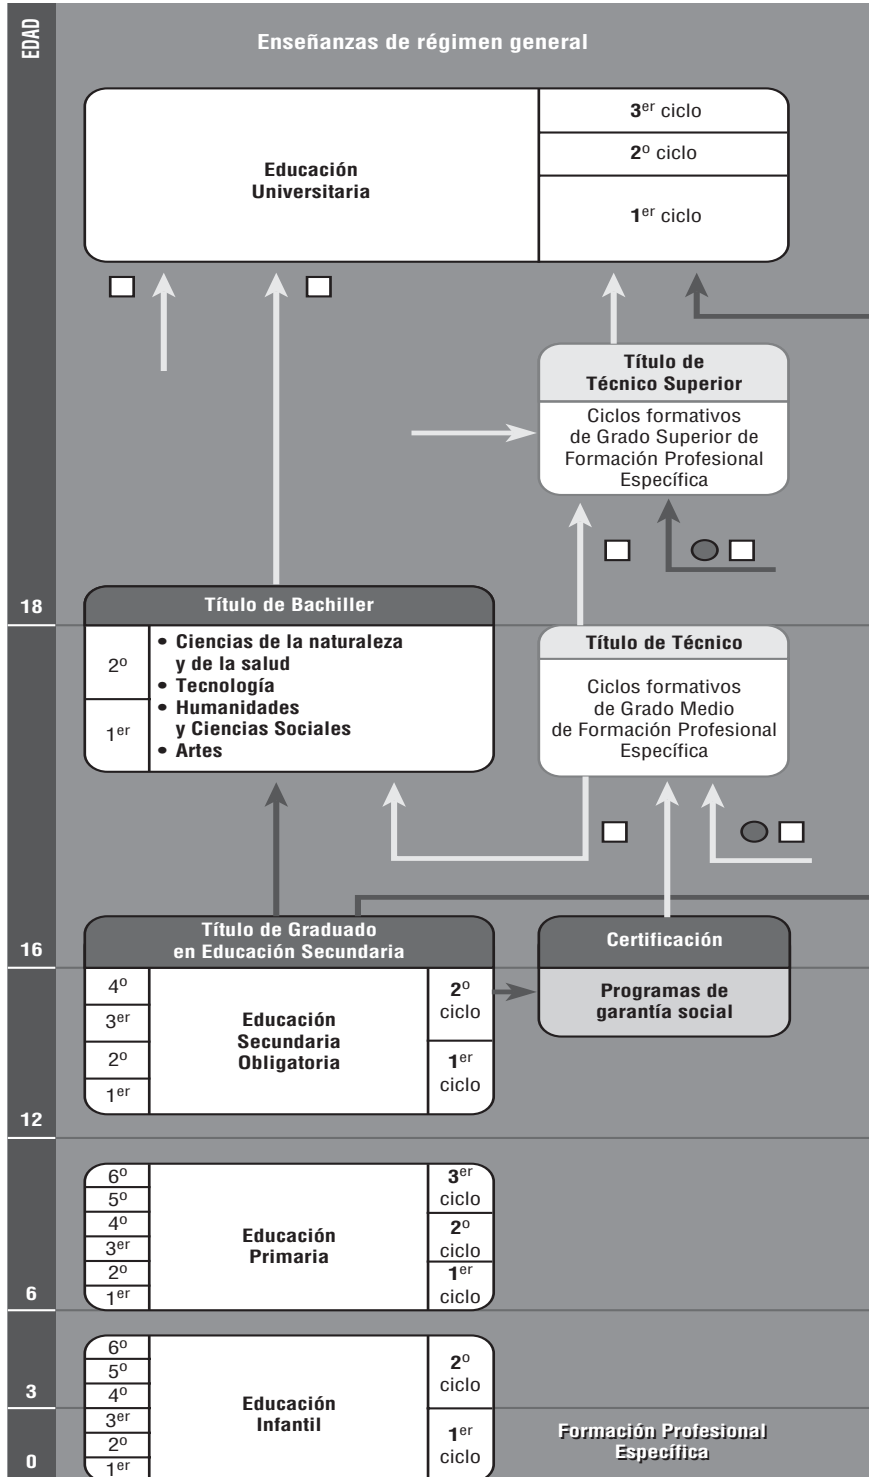 EDAD
Enseñanzas de régimen general
Educación
Universitaria
3er ciclo
2º ciclo
1er ciclo
Título de
Técnico Superior
Ciclos formativos
de Grado Superior de
Formación Profesional
Específica
18
Título de Bachiller
2º
1er
• Ciencias de la naturaleza
y de la salud
• Tecnología
• Humanidades
y Ciencias Sociales
• Artes
Título de Técnico
Ciclos formativos
de Grado Medio
de Formación Profesional
Específica
16
Título de Graduado
en Educación Secundaria
4º
3er
2º
1er
Educación
Secundaria
Obligatoria
2º
ciclo
1er
ciclo
Certificación
Programas de
garantía social
12
6º
5º
4º
3er
2º
1er
Educación
Primaria
3er
ciclo
2º
ciclo
1er
ciclo
6
6º
5º
4º
3er
2º
1er
Educación
Infantil
2º
ciclo
1er
ciclo
3
0
Formación Profesional
Específica